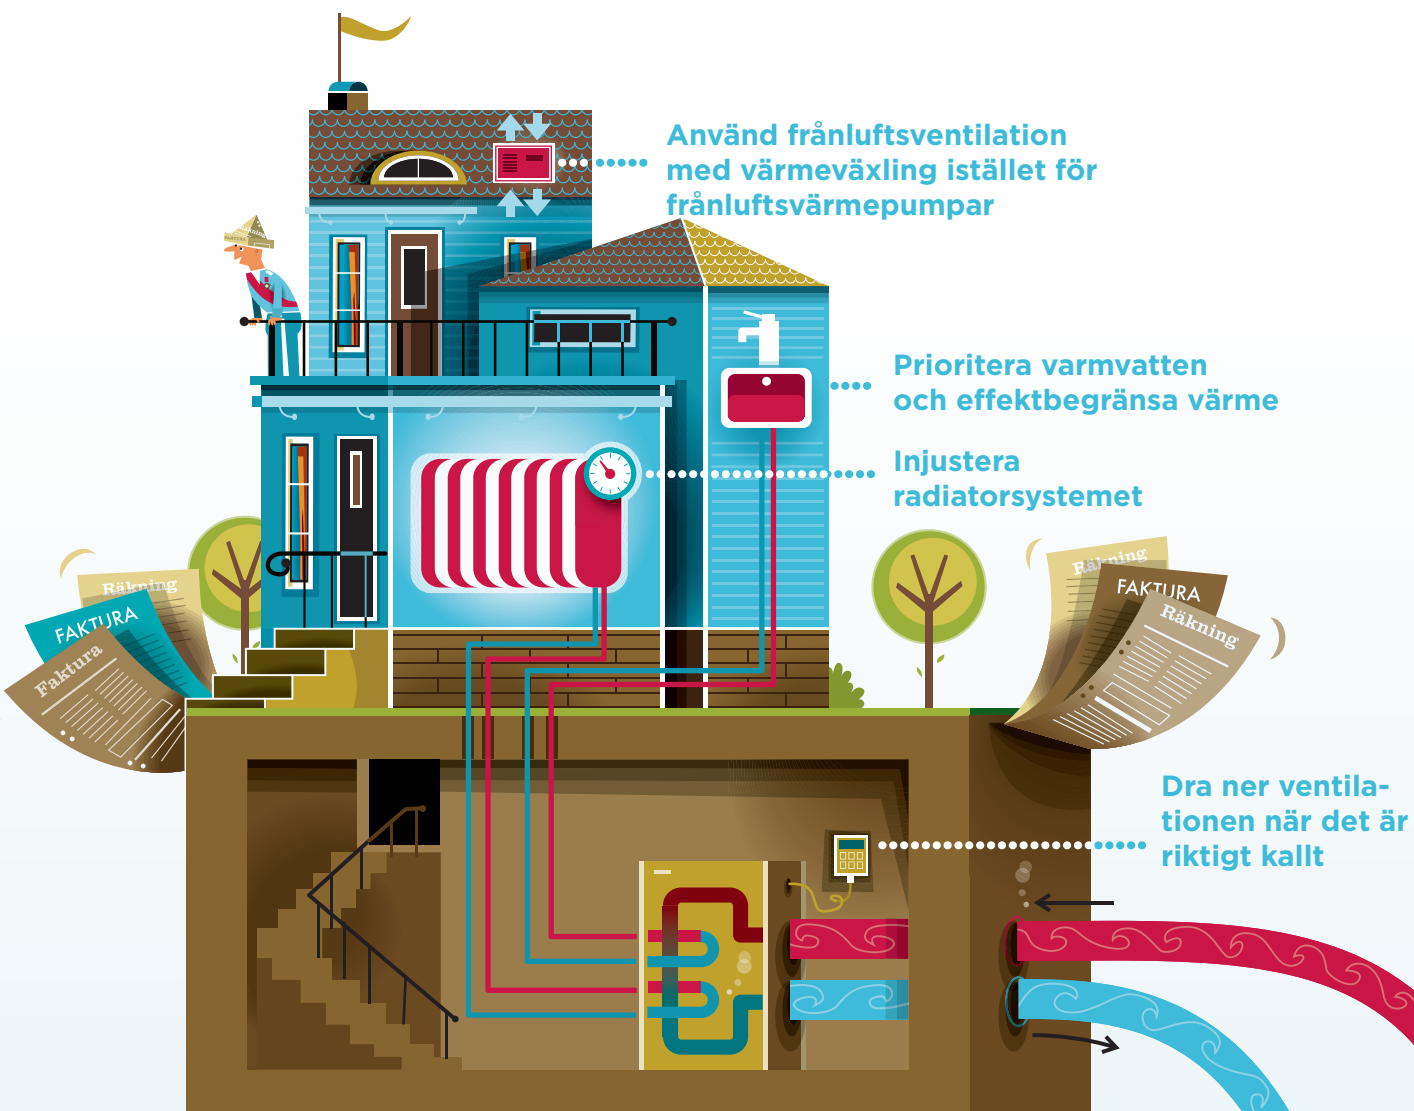 Använd frånluftsventilation
med värmeväxling istället för
frånluftsvärmepumpar
Räkning
Prioritera varmvatten
och effektbegränsa värme
Injustera
radiatorsystemet
Räkning
FAKTURA
Faktura
Räkning
FAKTURA
Räkning
Dra ner ventila-
tionen när det är
riktigt kallt